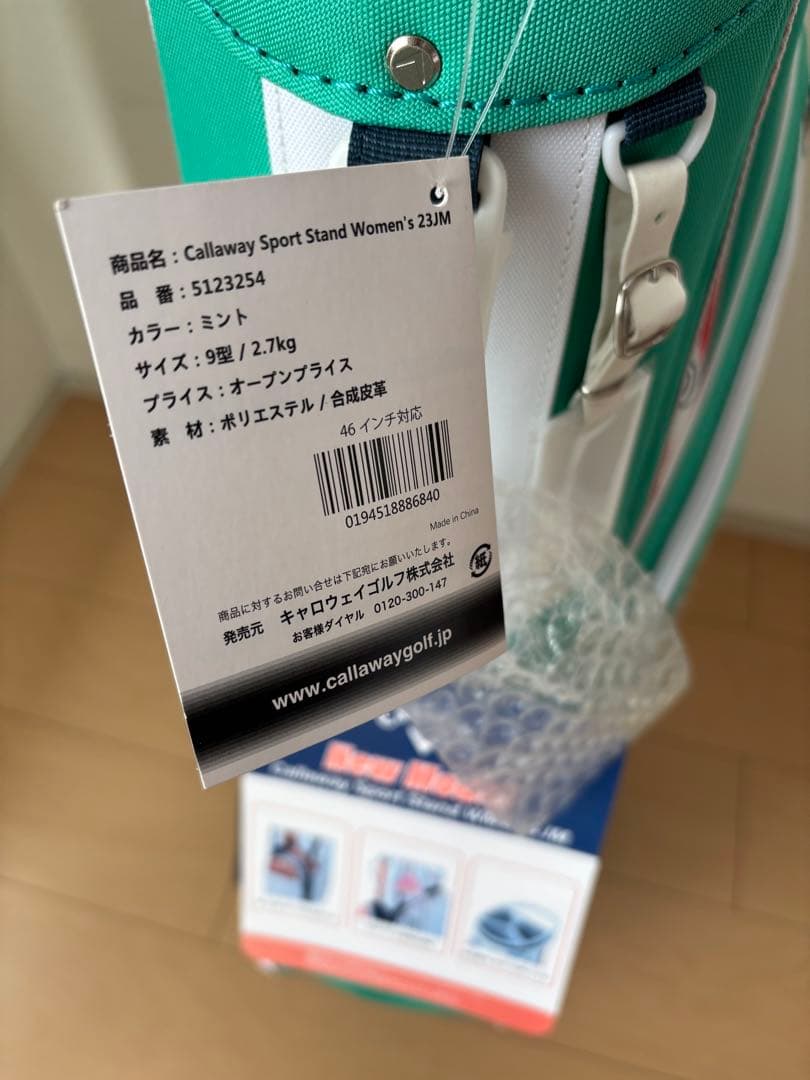 商品名：Callaway Sport Stand Women's 23JM
品　番：5123254
カラー：ミント
サイズ：9型 / 2.7kg
プライス：オープンプライス
素　材：ポリエステル / 合成皮革
46 インチ対応
0194518886840
Made in China
商品に対するお問い合せは下記宛にお願いいたします。
発売元　キャロウェイゴルフ株式会社
紙
お客様ダイヤル　0120-300-147
www.callawaygolf.jp
Callaway Sport Stand